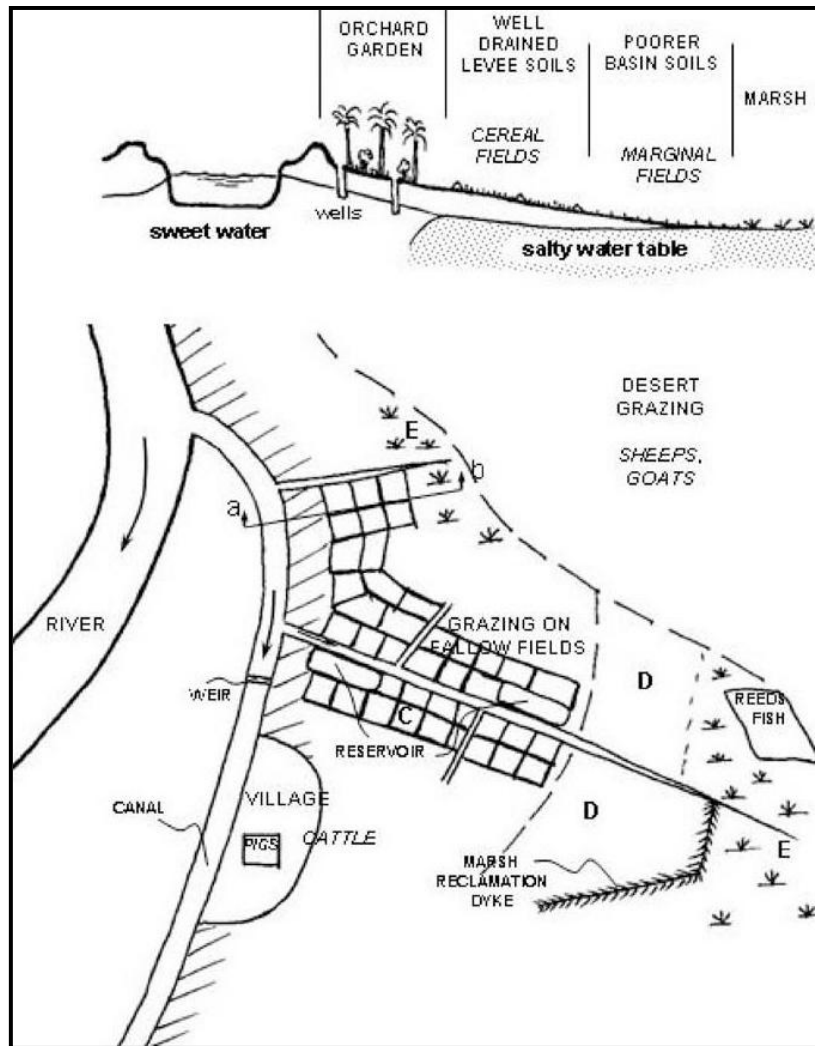 ORCHARD
GARDEN
WELL
DRAINED
LEVEE SOILS
POORER
BASIN SOILS
MARSH
CEREAL
FIELDS
MARGINAL
FIELDS
wells
sweet water
salty water table
DESERT
GRAZING
SHEEPS,
GOATS
E
b
a
RIVER
GRAZING ON
FALLOW FIELDS
D
WEIR
REEDS
FISH
C
RESERVOIR
VILLAGE
CANAL
CATTLE
PIGS
D
E
MARSH
RECLAMATION
DYKE